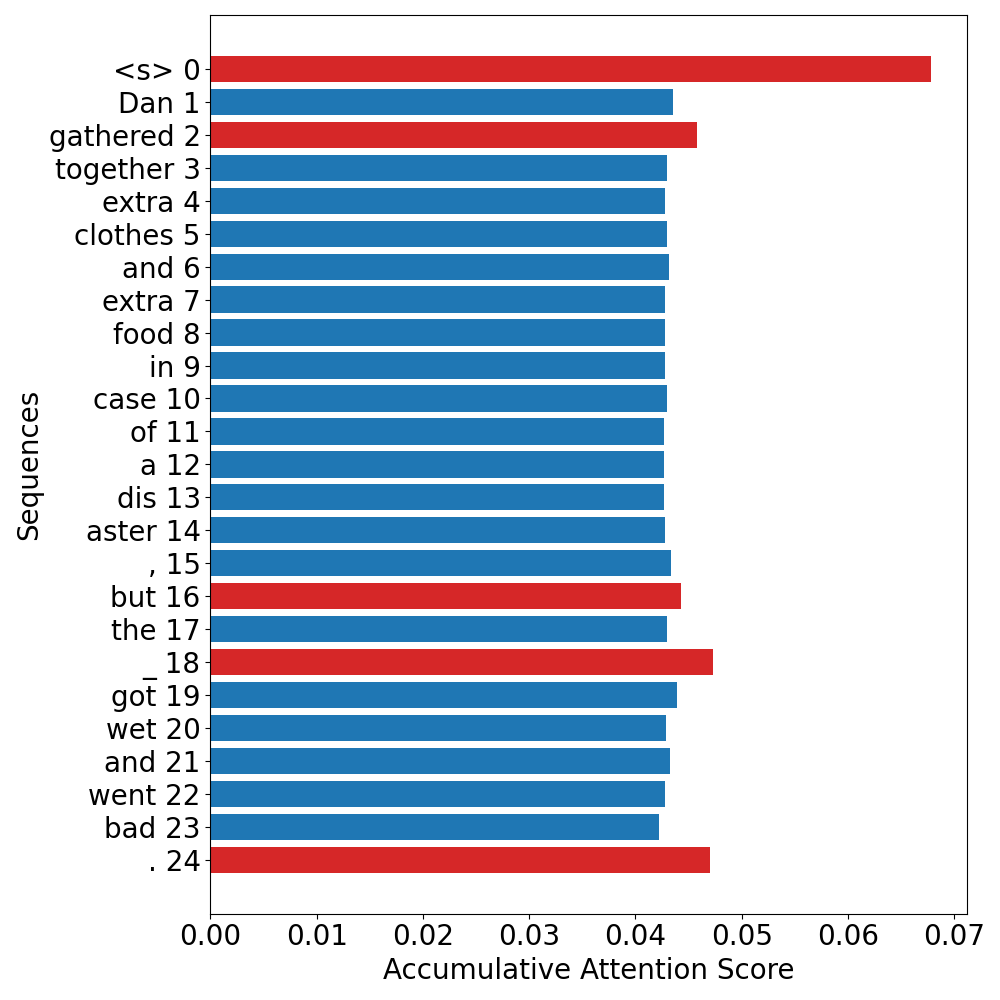 <s> 0
Dan 1
gathered 2
together 3
extra 4
clothes 5
and 6
extra 7
food 8
in 9
case 10
of 11
a 12
dis 13
aster 14
, 15
but 16
the 17
_ 18
got 19
wet 20
and 21
went 22
bad 23
. 24
Sequences
0.00 0.01 0.02 0.03 0.04 0.05 0.06 0.07
Accumulative Attention Score